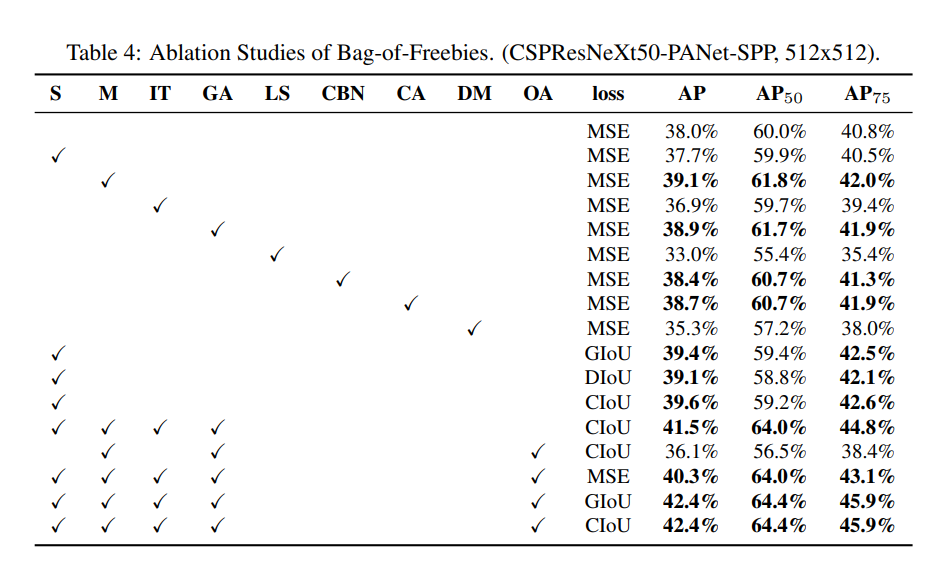 Table 4: Ablation Studies of Bag-of-Freebies. (CSPResNeXt50-PANet-SPP, 512x512).
S M IT GA LS CBN CA DM OA loss AP AP50 AP75
MSE 38.0% 60.0% 40.8%
✓ MSE 37.7% 59.9% 40.5%
✓ MSE 39.1% 61.8% 42.0%
✓ MSE 36.9% 59.7% 39.4%
✓ MSE 38.9% 61.7% 41.9%
✓ MSE 33.0% 55.4% 35.4%
✓ MSE 38.4% 60.7% 41.3%
✓ MSE 38.7% 60.7% 41.9%
✓ MSE 35.3% 57.2% 38.0%
✓ GIoU 39.4% 59.4% 42.5%
✓ DIoU 39.1% 58.8% 42.1%
✓ CIoU 39.6% 59.2% 42.6%
✓ ✓ ✓ ✓ CIoU 41.5% 64.0% 44.8%
✓ ✓ ✓ CIoU 36.1% 56.5% 38.4%
✓ ✓ ✓ ✓ ✓ MSE 40.3% 64.0% 43.1%
✓ ✓ ✓ ✓ ✓ GIoU 42.4% 64.4% 45.9%
✓ ✓ ✓ ✓ ✓ CIoU 42.4% 64.4% 45.9%